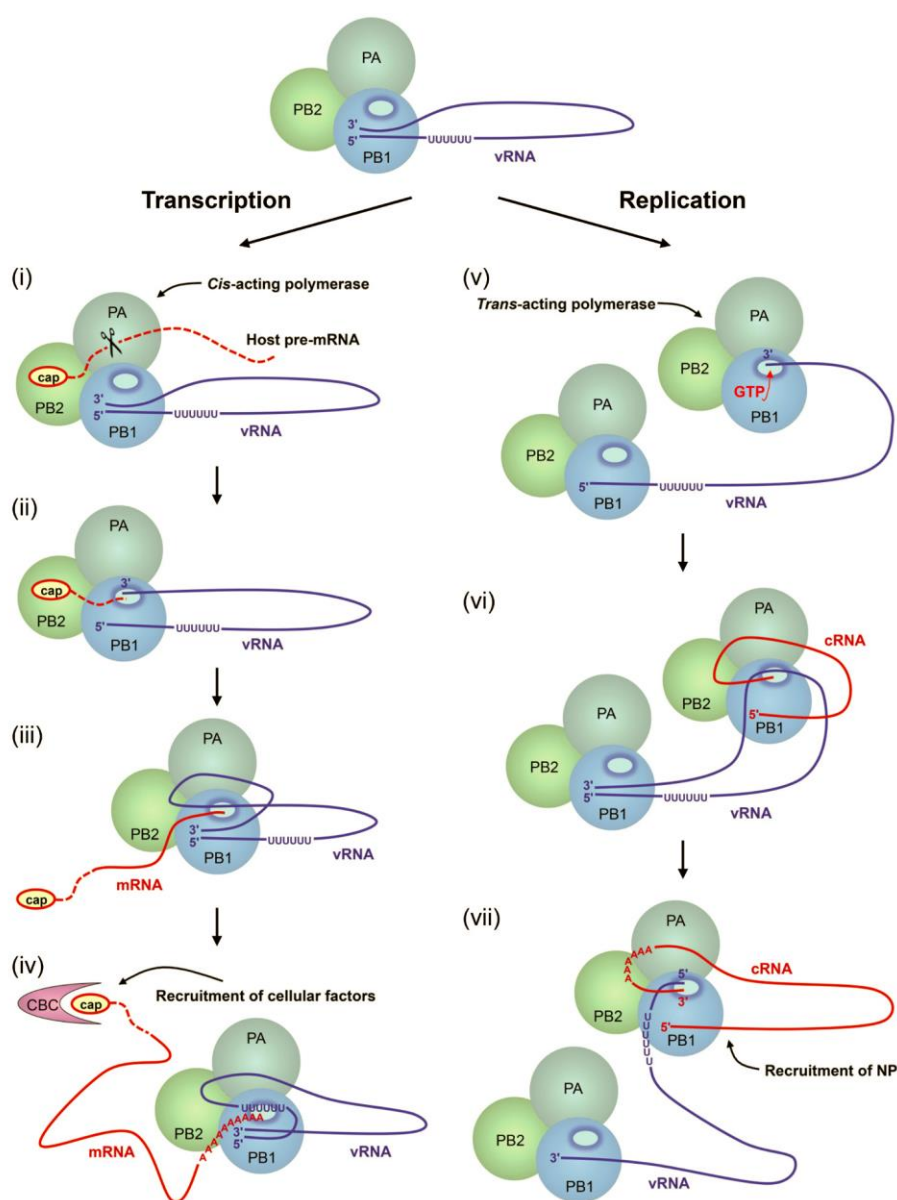 PA
PB2
3'
5'
UUUUUU
PB1
vRNA
Transcription
Replication
(i)
Cis-acting polymerase
PA
Host pre-mRNA
cap
PB2
3'
5'
UUUUUU
PB1
vRNA
(ii)
PA
cap
3'
PB2
5'
UUUUUU
PB1
vRNA
(iii)
PA
PB2
3'
5'
UUUUUU
PB1
vRNA
mRNA
cap
(iv)
CBC
cap
Recruitment of cellular factors
PA
UUUUUU
AAAAAAAAAA
PB2
3'
5'
PB1
mRNA
vRNA
(v)
Trans-acting polymerase
PA
3'
PB2
GTP
PB1
PA
PB2
5'
UUUUUU
PB1
vRNA
(vi)
PA
cRNA
PB2
5'
PB1
PA
PB2
3'
5'
UUUUUU
PB1
vRNA
(vii)
PA
AAAAAAA
cRNA
5'
PB2
3'
5'
UUUUUU
PB1
Recruitment of NP
PA
PB2
3'
PB1
vRNA